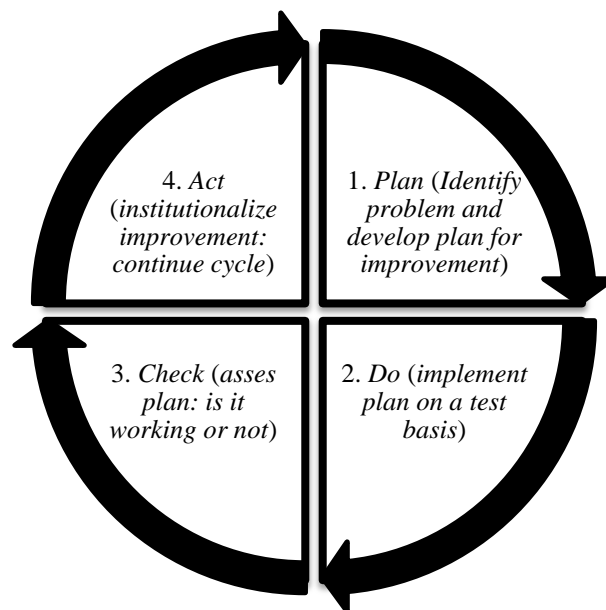 1. Plan (Identify
problem and
develop plan for
improvement)
2. Do (implement
plan on a test
basis)
3. Check (asses
plan: is it
working or not)
4. Act
(institutionalize
improvement:
continue cycle)